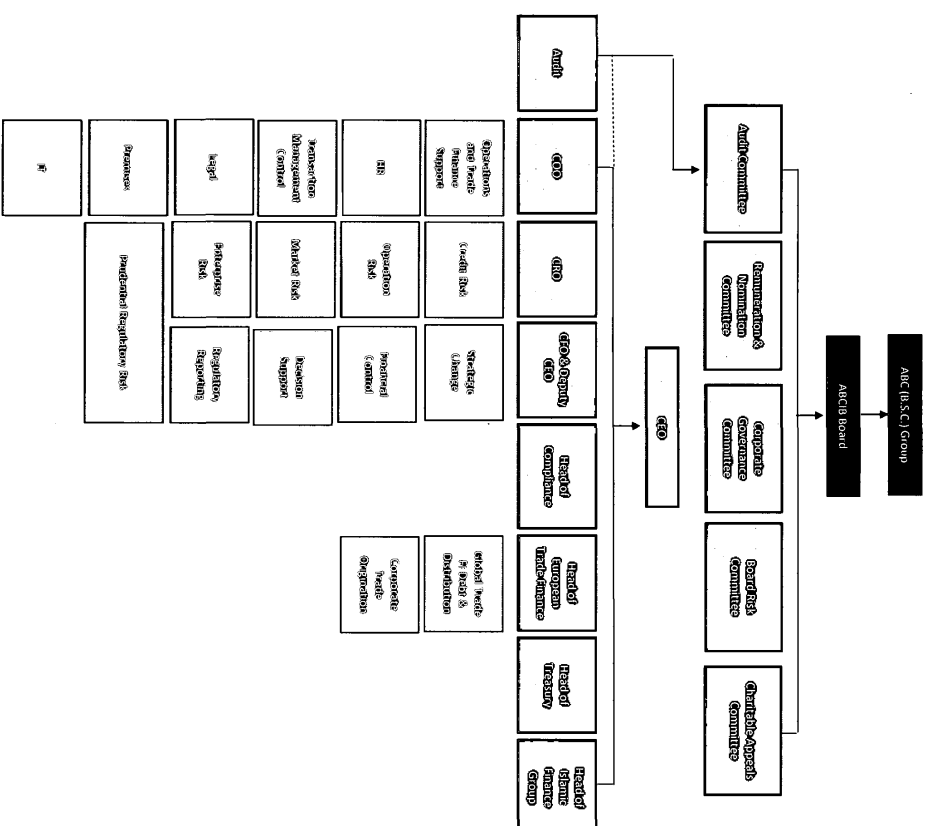 ABC (B.S.C.) Group
ABCIB Board
Audit Committee
Remuneration &
Nomination
Committee
Corporate
Governance
Committee
Board Risk
Committee
Charitable Appeals
Committee
CEO
Audit
COO
CRO
CFO & Deputy
CEO
Head of
Compliance
Head of
European
Trade Finance
Head of
Treasury
Head of
Islamic
Finance
Group
Operations
and Trade
Finance
Support
Credit Risk
Strategic
Change
Global Trade
FI Debt &
Distribution
HR
Operation
Risk
Financial
Control
Corporate
Trade
Origination
Transaction
Management
Control
Market Risk
Decision
Support
Legal
Enterprise
Risk
Regulatory
Reporting
Premises
Prudential Regulatory Risk
IT